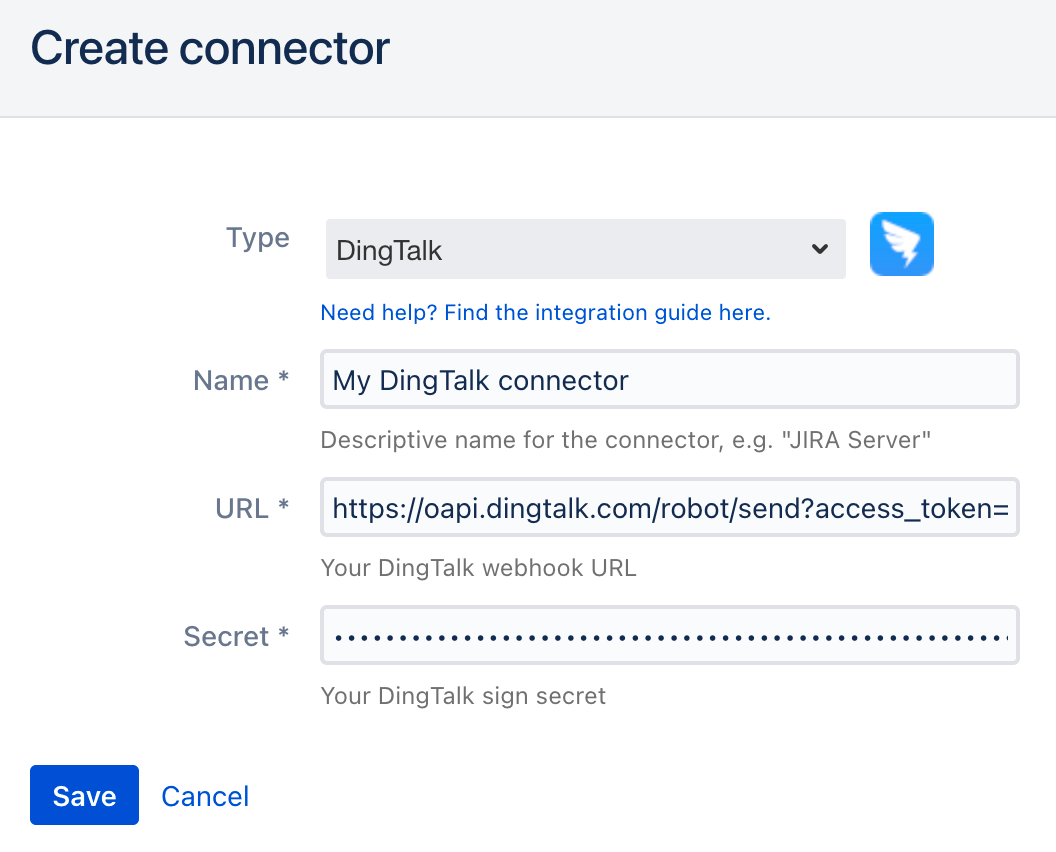 Create connector
Type
DingTalk
Need help? Find the integration guide here.
Name *
My DingTalk connector
Descriptive name for the connector, e.g. "JIRA Server"
URL *
https://oapi.dingtalk.com/robot/send?access_token=
Your DingTalk webhook URL
Secret *
Your DingTalk sign secret
Save
Cancel